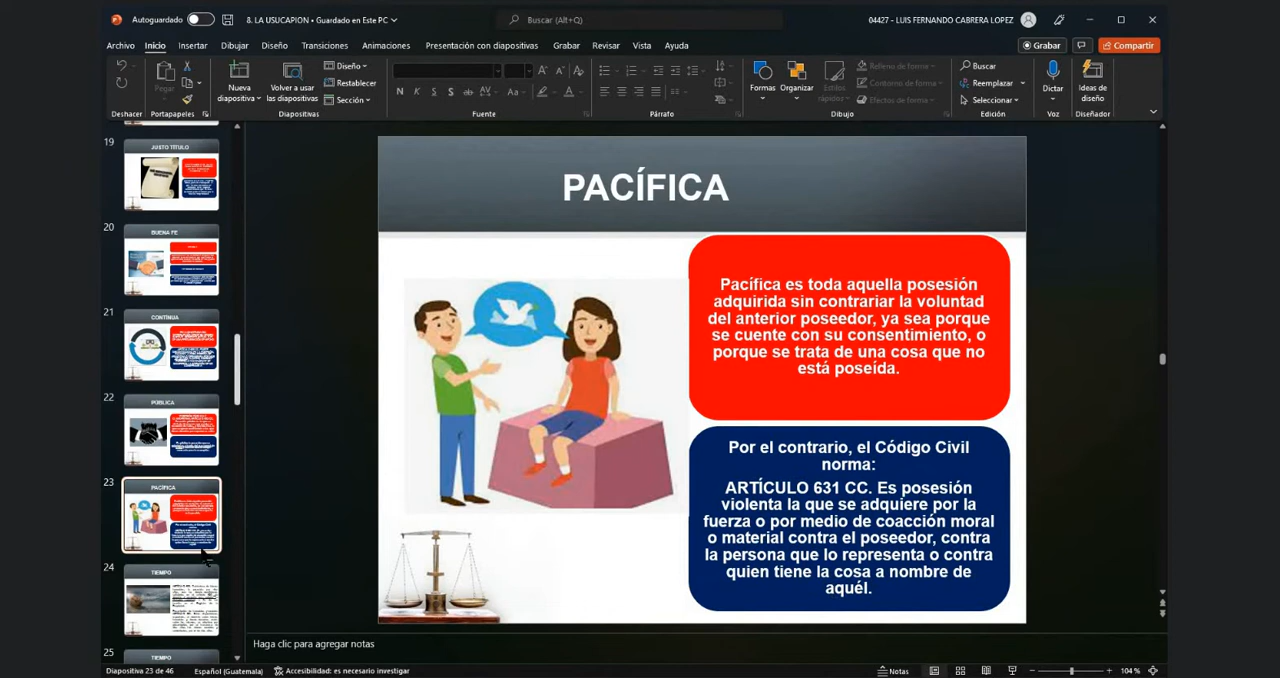 Autoguardado
8. LA USUCAPION • Guardado en Este PC
Buscar (Alt+Q)
04427 - LUIS FERNANDO CABRERA LOPEZ
Archivo Inicio Insertar Dibujar Diseño Transiciones Animaciones Presentación con diapositivas Grabar Revisar Vista Ayuda
Grabar
Compartir
Pegar
Nueva diapositiva
Volver a usar las diapositivas
Diseño
Restablecer
Sección
N K S S ab AV Aa A
Formas
Organizar
Estilos rápidos
Relleno de forma
Contorno de forma
Efectos de forma
Buscar
Reemplazar
Seleccionar
Dictar
Ideas de diseño
Deshacer Portapapeles Diapositivas Fuente Párrafo Dibujo Edición Voz Diseñador
19
JUSTO TÍTULO
20
BUENA FE
21
CONTÍNUA
22
PÚBLICA
23
PACÍFICA
24
TIEMPO
25
TIEMPO
PACÍFICA
Pacífica es toda aquella posesión
adquirida sin contrariar la voluntad
del anterior poseedor, ya sea porque
se cuente con su consentimiento, o
porque se trata de una cosa que no
está poseída.
Por el contrario, el Código Civil
norma:
ARTÍCULO 631 CC. Es posesión
violenta la que se adquiere por la
fuerza o por medio de coacción moral
o material contra el poseedor, contra
la persona que lo representa o contra
quien tiene la cosa a nombre de
aquél.
Haga clic para agregar notas
Diapositiva 23 de 46
Español (Guatemala)
Accesibilidad: es necesario investigar
Notas
104 %